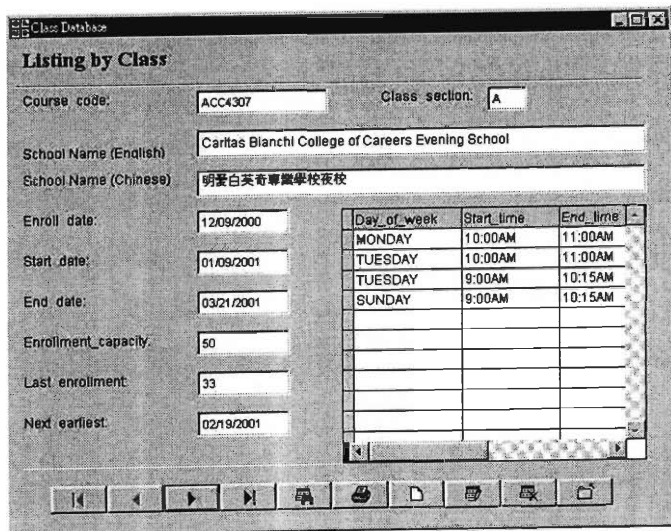 Class Database
Listing by Class
Course code: ACC4307 Class section: A
School Name (English) Caritas Bianchi College of Careers Evening School
School Name (Chinese) 明愛白英奇專業學校夜校
Enroll date: 12/09/2000
Start date: 01/09/2001
End date: 03/21/2001
Enrollment_capacity: 50
Last enrollment: 33
Next earliest: 02/19/2001
Day_of_week Start_time End_time
MONDAY 10:00AM 11:00AM
TUESDAY 10:00AM 11:00AM
TUESDAY 9:00AM 10:15AM
SUNDAY 9:00AM 10:15AM